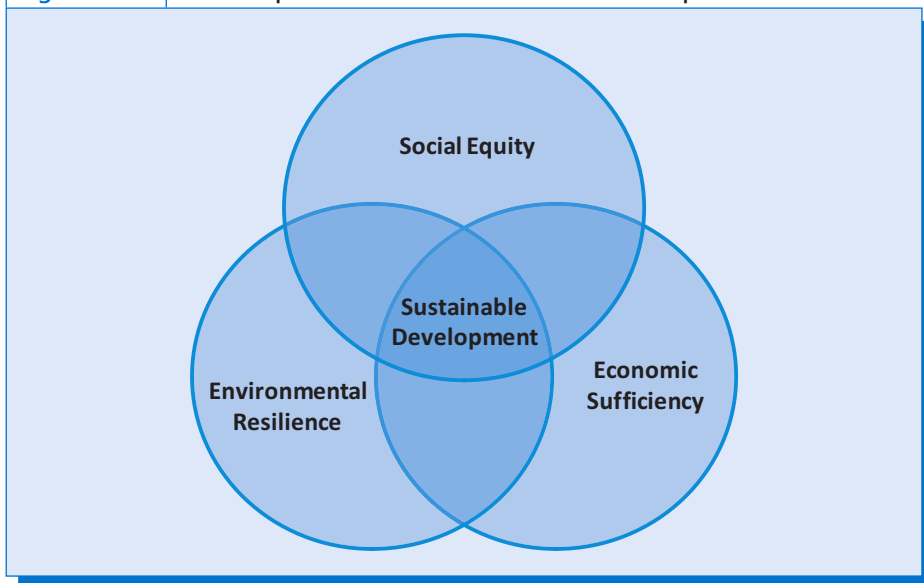 Social Equity
Sustainable
Development
Environmental
Resilience
Economic
Sufficiency